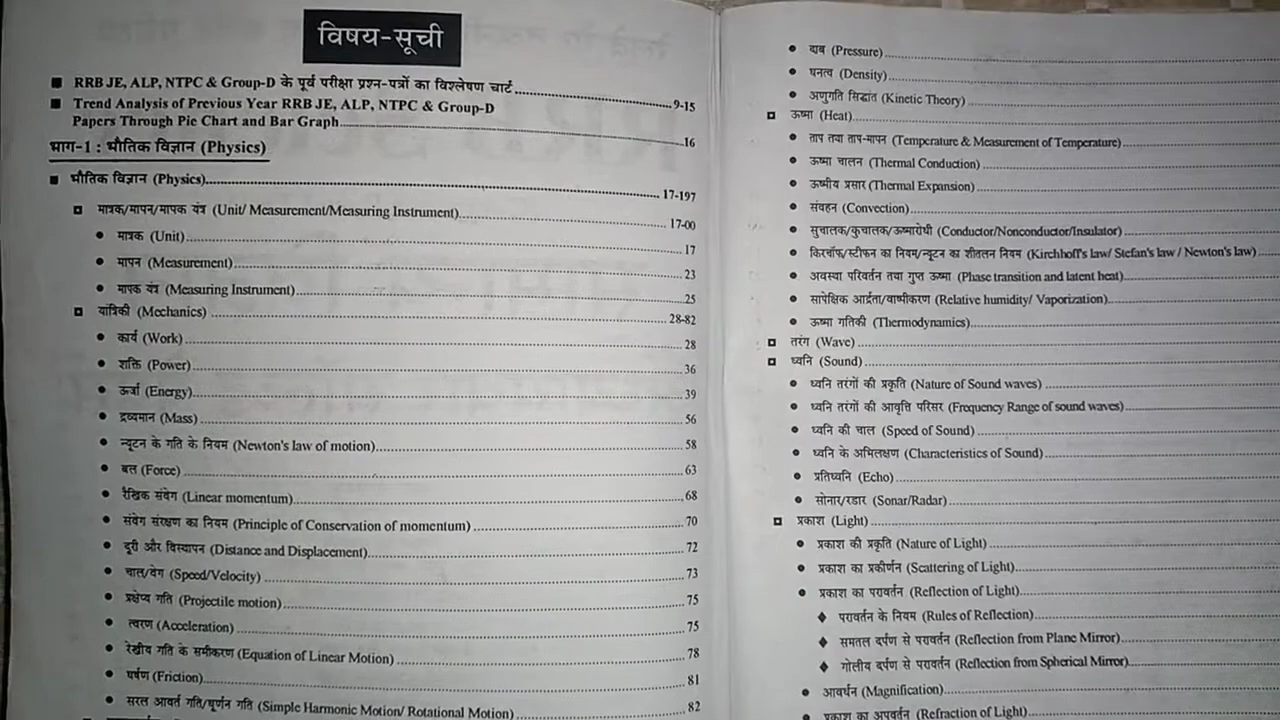 विषय-सूची
■ RRB JE, ALP, NTPC & Group-D के पूर्व परीक्षा प्रश्न-पत्रों का विश्लेषण चार्ट ........ 9-15
■ Trend Analysis of Previous Year RRB JE, ALP, NTPC & Group-D
Papers Through Pie Chart and Bar Graph ........ 16
भाग-1 : भौतिक विज्ञान (Physics)
■ भौतिक विज्ञान (Physics) ........ 17-197
◘ मात्रक/मापन/मापक यंत्र (Unit/ Measurement/Measuring Instrument) ........ 17-00
• मात्रक (Unit) ........ 17
• मापन (Measurement) ........ 23
• मापक यंत्र (Measuring Instrument) ........ 25
◘ यांत्रिकी (Mechanics) ........ 28-82
• कार्य (Work) ........ 28
• शक्ति (Power) ........ 36
• ऊर्जा (Energy) ........ 39
• द्रव्यमान (Mass) ........ 56
• न्यूटन के गति के नियम (Newton's law of motion) ........ 58
• बल (Force) ........ 63
• रैखिक संवेग (Linear momentum) ........ 68
• संवेग संरक्षण का नियम (Principle of Conservation of momentum) ........ 70
• दूरी और विस्थापन (Distance and Displacement) ........ 72
• चाल/वेग (Speed/Velocity) ........ 73
• प्रक्षेप्य गति (Projectile motion) ........ 75
• त्वरण (Acceleration) ........ 75
• रेखीय गति के समीकरण (Equation of Linear Motion) ........ 78
• घर्षण (Friction) ........ 81
• सरल आवर्त गति/घूर्णन गति (Simple Harmonic Motion/ Rotational Motion) ........ 82
• दाब (Pressure) ........
• घनत्व (Density) ........
• अणुगति सिद्धांत (Kinetic Theory) ........
◘ ऊष्मा (Heat) ........
• ताप तथा ताप-मापन (Temperature & Measurement of Temperature) ........
• ऊष्मा चालन (Thermal Conduction) ........
• ऊष्मीय प्रसार (Thermal Expansion) ........
• संवहन (Convection) ........
• सुचालक/कुचालक/ऊष्मारोधी (Conductor/Nonconductor/Insulator) ........
• किरचॉफ/स्टीफन का नियम/न्यूटन का शीतलन नियम (Kirchhoff's law/ Stefan's law / Newton's law) ........
• अवस्था परिवर्तन तथा गुप्त ऊष्मा (Phase transition and latent heat) ........
• सापेक्षिक आर्द्रता/वाष्पीकरण (Relative humidity/ Vaporization) ........
• ऊष्मा गतिकी (Thermodynamics) ........
◘ तरंग (Wave) ........
◘ ध्वनि (Sound) ........
• ध्वनि तरंगों की प्रकृति (Nature of Sound waves) ........
• ध्वनि तरंगों की आवृत्ति परिसर (Frequency Range of sound waves) ........
• ध्वनि की चाल (Speed of Sound) ........
• ध्वनि के अभिलक्षण (Characteristics of Sound) ........
• प्रतिध्वनि (Echo) ........
• सोनार/रडार (Sonar/Radar) ........
◘ प्रकाश (Light) ........
• प्रकाश की प्रकृति (Nature of Light) ........
• प्रकाश का प्रकीर्णन (Scattering of Light) ........
• प्रकाश का परावर्तन (Reflection of Light) ........
♦ परावर्तन के नियम (Rules of Reflection) ........
♦ समतल दर्पण से परावर्तन (Reflection from Plane Mirror) ........
♦ गोलीय दर्पण से परावर्तन (Reflection from Spherical Mirror) ........
• आवर्धन (Magnification) ........
• प्रकाश का अपवर्तन (Refraction of Light) ........